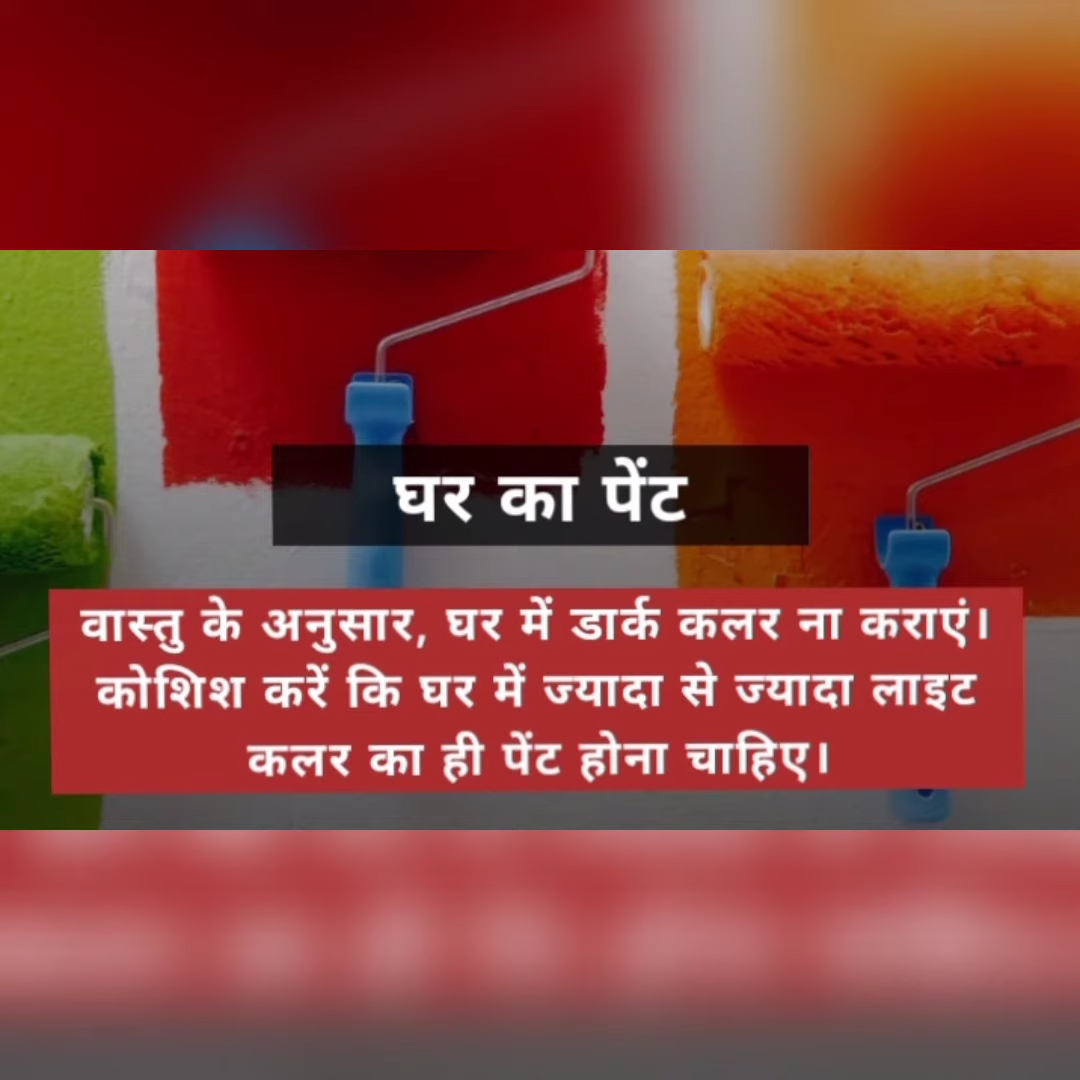 घर का पेंट
वास्तु के अनुसार, घर में डार्क कलर ना कराएं।
कोशिश करें कि घर में ज्यादा से ज्यादा लाइट
कलर का ही पेंट होना चाहिए।